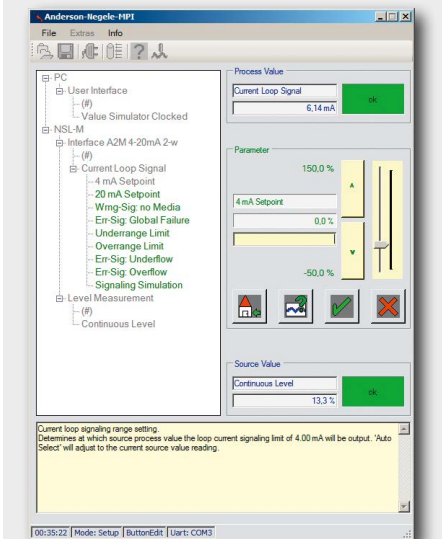 Anderson-Negele-MPI
File Extras Info
PC
User Interface
(#)
Value Simulator Clocked
NSL-M
Interface A2M 4-20mA 2-w
(#)
Current Loop Signal
4 mA Setpoint
20 mA Setpoint
Wrng-Sig: no Media
Err-Sig: Global Failure
Underrange Limit
Overrange Limit
Err-Sig: Underflow
Err-Sig: Overflow
Signaling Simulation
Level Measurement
(#)
Continuous Level
Process Value
Current Loop Signal
6,14 mA
ok
Parameter
150,0 %
4 mA Setpoint
0,0 %
-50,0 %
Source Value
Continuous Level
13,3 %
ok
Current loop signaling range setting.
Determines at which source process value the loop current signaling limit of 4.00 mA will be output. 'Auto
Select' will adjust to the current source value reading.
00:35:22 Mode: Setup ButtonEdit Uart: COM3